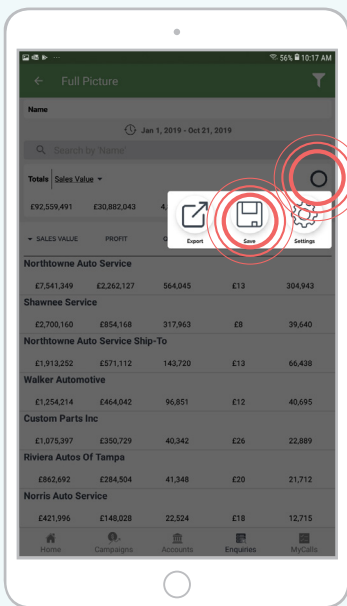 56% 10:17 AM
Full Picture
Name
Jan 1, 2019 - Oct 21, 2019
Search by 'Name'
Totals Sales Value
£92,559,491 £30,882,043 4,
Export Save Settings
SALES VALUE PROFIT
Northtowne Auto Service
£7,541,349 £2,262,127 564,045 £13 304,943
Shawnee Service
£2,700,160 £854,168 317,963 £8 39,640
Northtowne Auto Service Ship-To
£1,913,252 £571,112 143,720 £13 66,438
Walker Automotive
£1,254,214 £464,042 96,851 £12 40,695
Custom Parts Inc
£1,075,397 £350,729 40,342 £26 22,889
Riviera Autos Of Tampa
£862,692 £284,504 41,348 £20 21,712
Norris Auto Service
£421,996 £148,028 22,524 £18 12,715
Home Campaigns Accounts Enquiries MyCalls